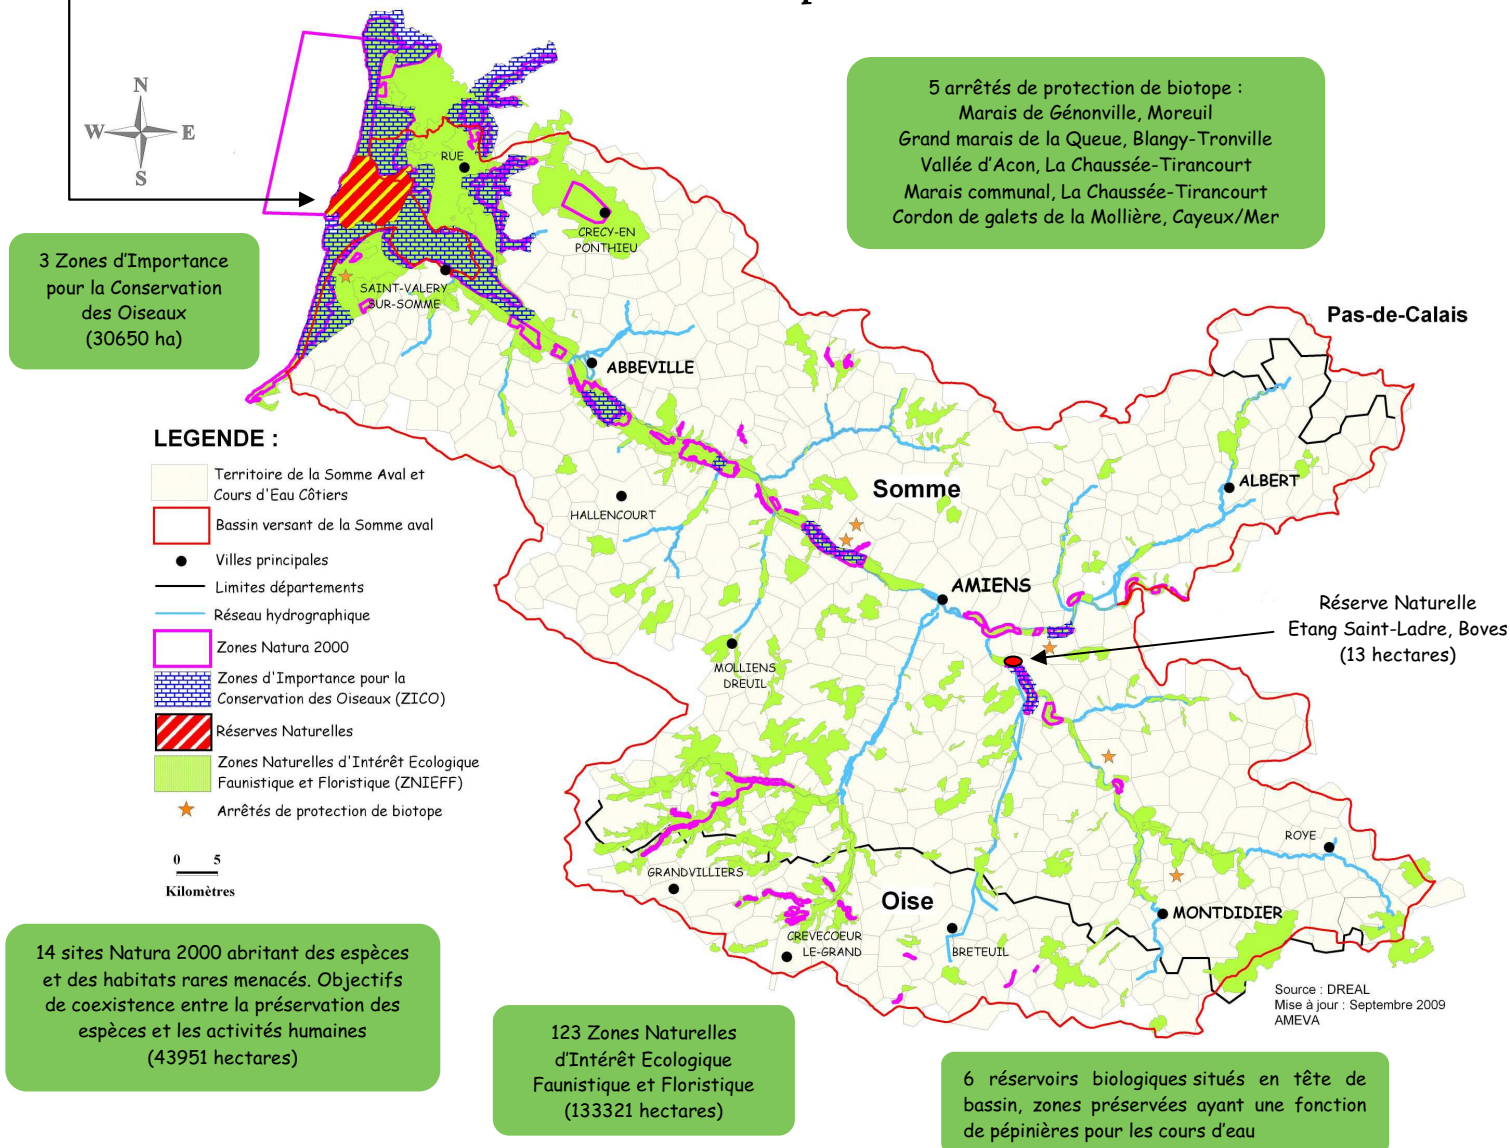 N
W
E
S
5 arrêtés de protection de biotope :
Marais de Génonville, Moreuil
Grand marais de la Queue, Blangy-Tronville
Vallée d'Acon, La Chaussée-Tirancourt
Marais communal, La Chaussée-Tirancourt
Cordon de galets de la Mollière, Cayeux/Mer
RUE
CRECY-EN
PONTHIEU
3 Zones d'Importance
pour la Conservation
des Oiseaux
(30650 ha)
SAINT-VALERY
SUR-SOMME
Pas-de-Calais
ABBEVILLE
LEGENDE :
Territoire de la Somme Aval et
Cours d'Eau Côtiers
Bassin versant de la Somme aval
Villes principales
Limites départements
Réseau hydrographique
Zones Natura 2000
Zones d'Importance pour la
Conservation des Oiseaux (ZICO)
Réserves Naturelles
Zones Naturelles d'Intérêt Ecologique
Faunistique et Floristique (ZNIEFF)
Arrêtés de protection de biotope
0 5
Kilomètres
HALLENCOURT
Somme
ALBERT
AMIENS
Réserve Naturelle
Etang Saint-Ladre, Boves
(13 hectares)
MOLLIENS
DREUIL
ROYE
GRANDVILLIERS
Oise
MONTDIDIER
CREVECOEUR
LE-GRAND
BRETEUIL
14 sites Natura 2000 abritant des espèces
et des habitats rares menacés. Objectifs
de coexistence entre la préservation des
espèces et les activités humaines
(43951 hectares)
Source : DREAL
Mise à jour : Septembre 2009
AMEVA
123 Zones Naturelles
d'Intérêt Ecologique
Faunistique et Floristique
(133321 hectares)
6 réservoirs biologiques situés en tête de
bassin, zones préservées ayant une fonction
de pépinières pour les cours d'eau